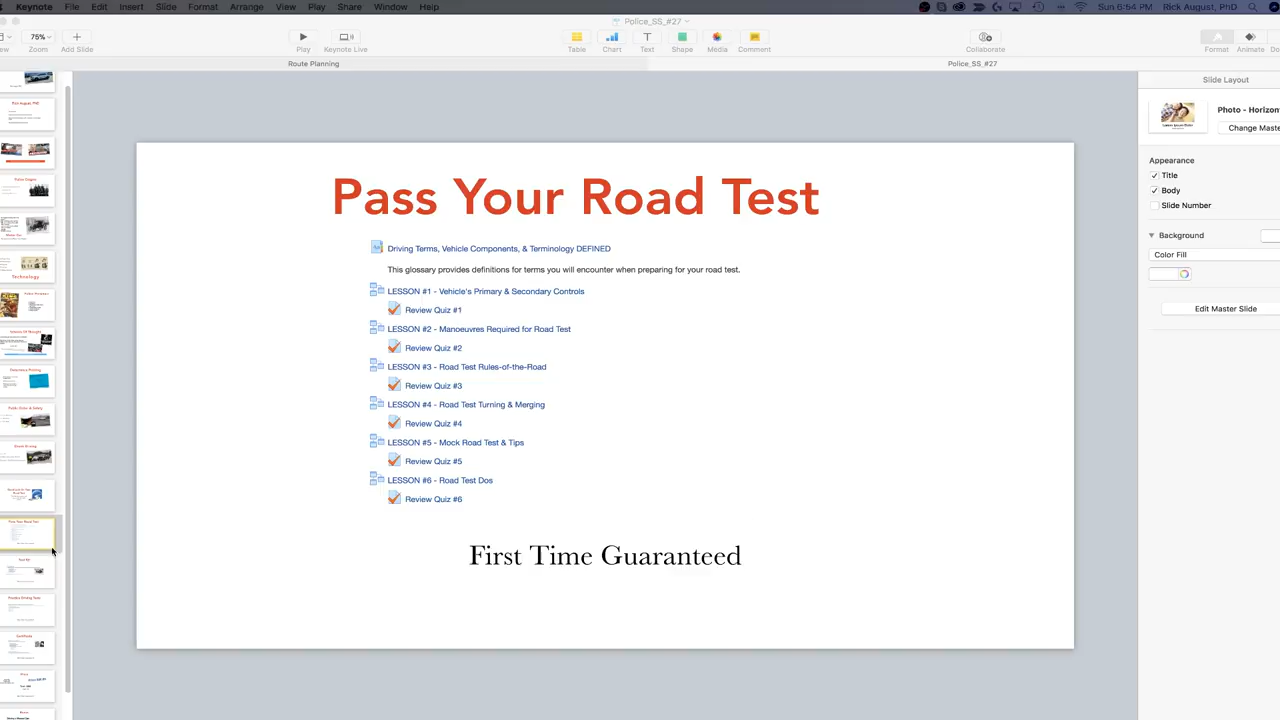 Keynote File Edit Insert Slide Format Arrange View Play Share Window Help
Sun 6:54 PM Rick August, PhD
Police_SS_#27
75%
Zoom Add Slide Play Keynote Live Table Chart Text Shape Media Comment Collaborate Format Animate
Route Planning Police_SS_#27
Slide Layout
Photo - Horizon
Change Maste
Appearance
Title
Body
Slide Number
Background
Color Fill
Edit Master Slide
Pass Your Road Test
Driving Terms, Vehicle Components, & Terminology DEFINED
This glossary provides definitions for terms you will encounter when preparing for your road test.
LESSON #1 - Vehicle's Primary & Secondary Controls
Review Quiz #1
LESSON #2 - Manoeuvres Required for Road Test
Review Quiz #2
LESSON #3 - Road Test Rules-of-the-Road
Review Quiz #3
LESSON #4 - Road Test Turning & Merging
Review Quiz #4
LESSON #5 - Mock Road Test & Tips
Review Quiz #5
LESSON #6 - Road Test Dos
Review Quiz #6
First Time Guaranteed